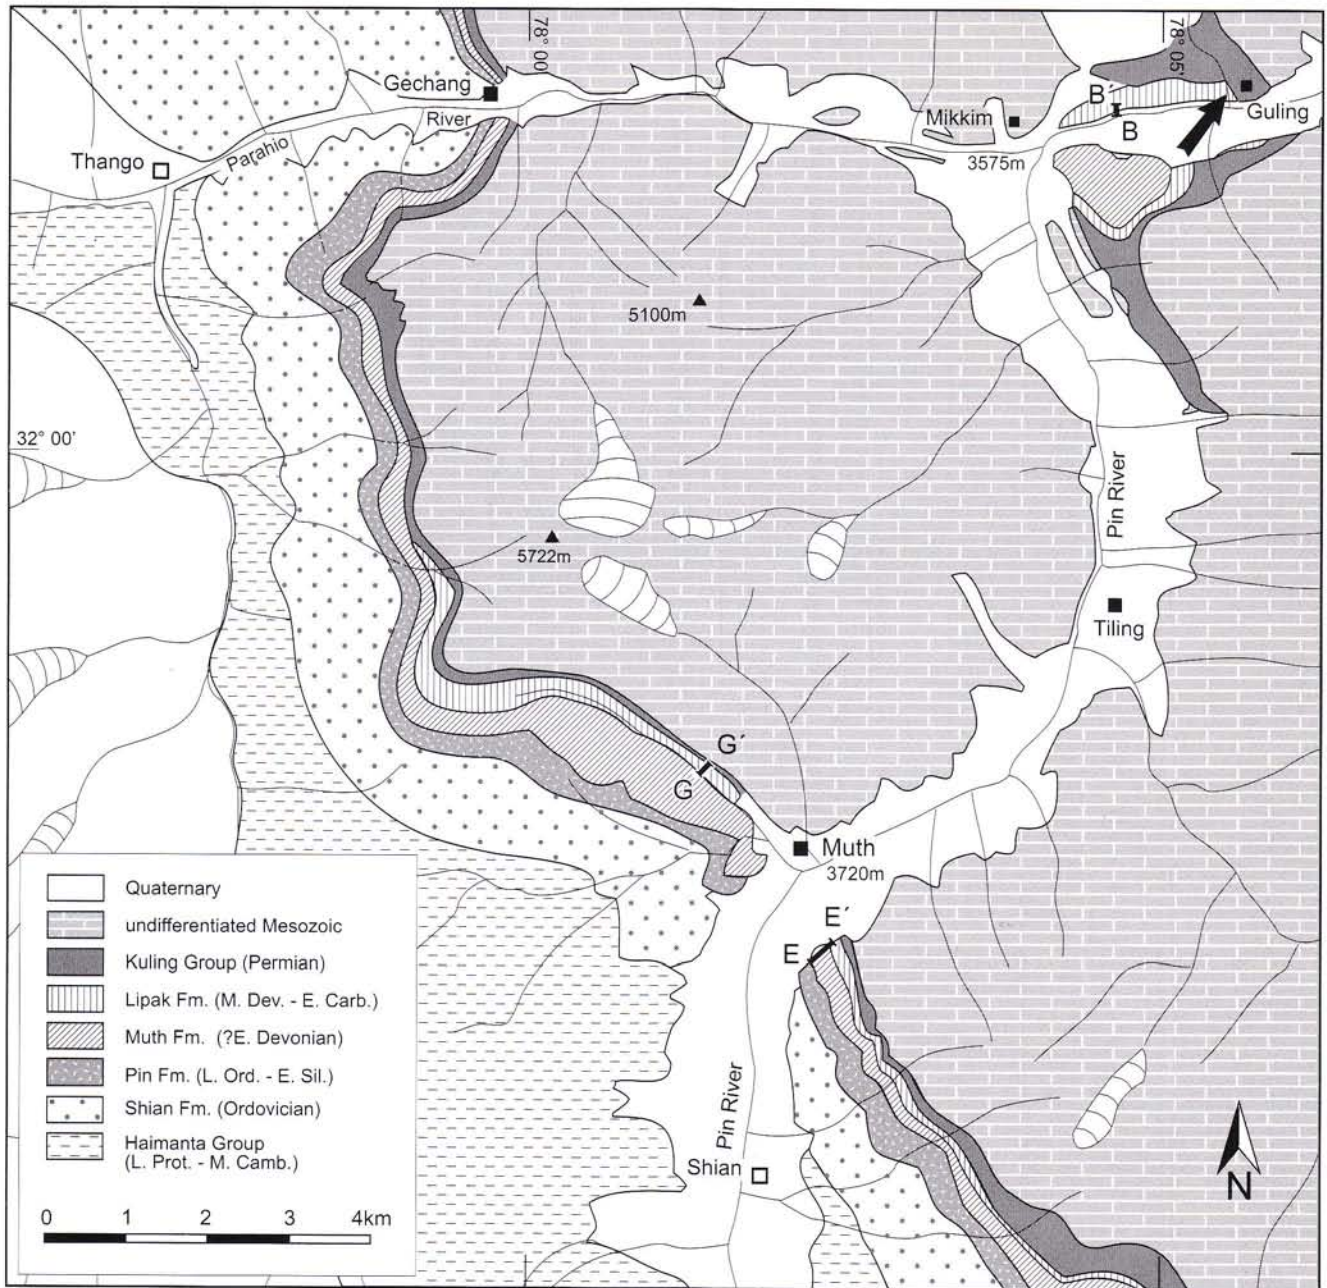 78° 00'
78° 05'
Gechang
River
Parahio
Thango
Mikkim
3575m
B´
B
Guling
5100m
32° 00'
5722m
Pin River
Tiling
G´
G
Muth
3720m
E´
E
Pin River
Shian
N
Quaternary
undifferentiated Mesozoic
Kuling Group (Permian)
Lipak Fm. (M. Dev. - E. Carb.)
Muth Fm. (?E. Devonian)
Pin Fm. (L. Ord. - E. Sil.)
Shian Fm. (Ordovician)
Haimanta Group
(L. Prot. - M. Camb.)
0 1 2 3 4km